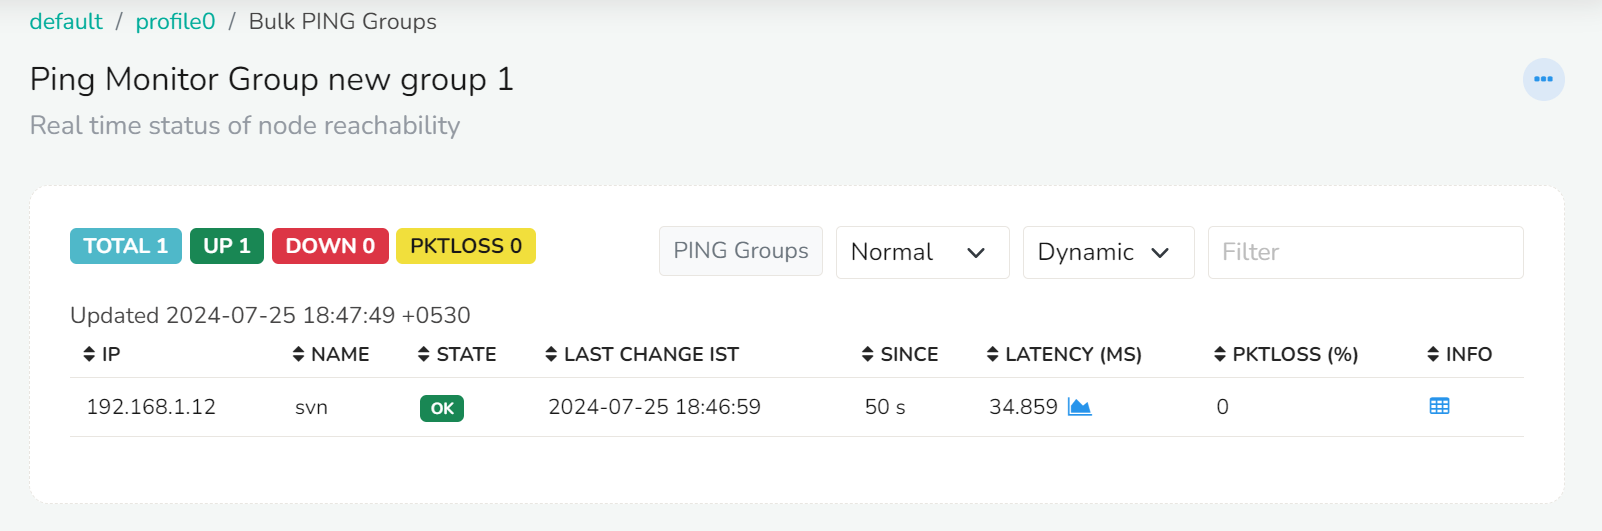 default / profile0 / Bulk PING Groups
Ping Monitor Group new group 1
Real time status of node reachability
TOTAL 1 UP 1 DOWN 0 PKTLOSS 0 PING Groups Normal Dynamic Filter
Updated 2024-07-25 18:47:49 +0530
IP NAME STATE LAST CHANGE IST SINCE LATENCY (MS) PKTLOSS (%) INFO
192.168.1.12 svn OK 2024-07-25 18:46:59 50 s 34.859 0